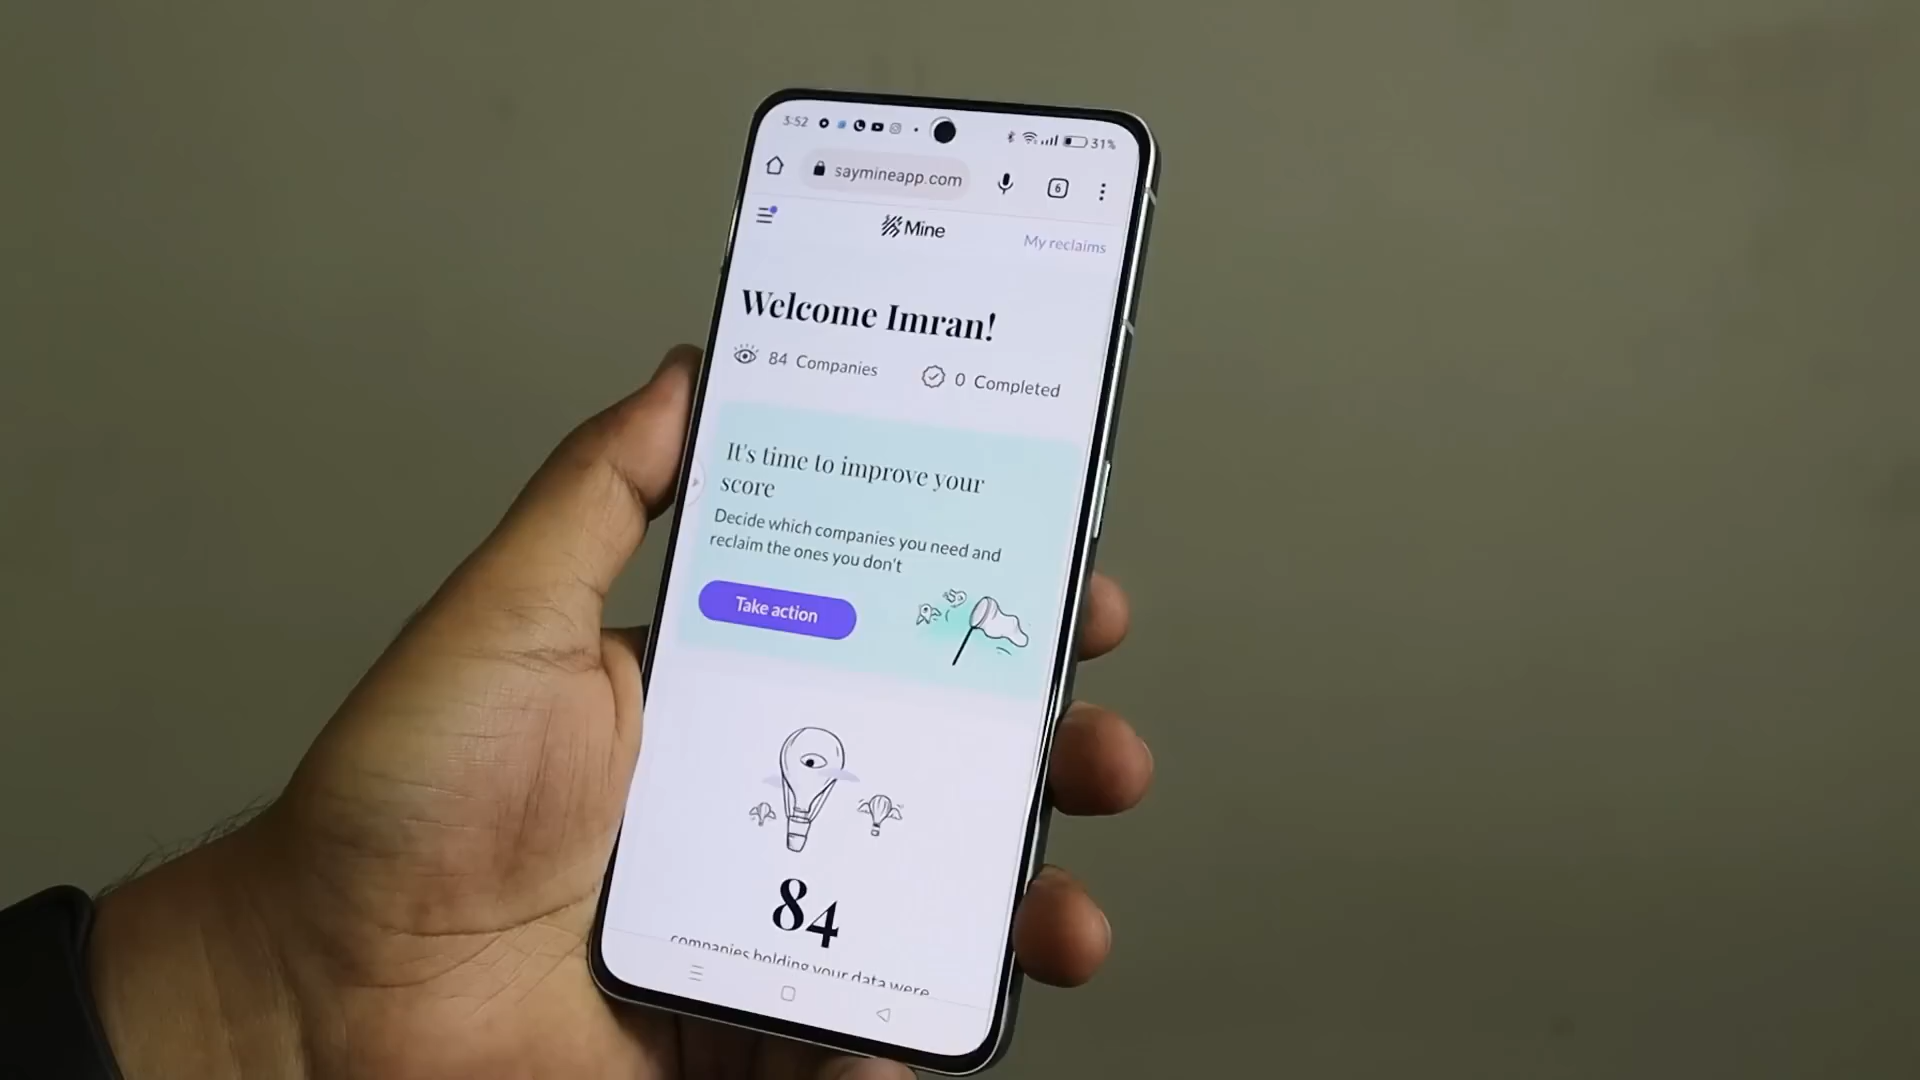 3:52
31%
saymineapp.com
6
Mine
My reclaims
Welcome Imran!
84 Companies
0 Completed
It's time to improve your
score
Decide which companies you need and
reclaim the ones you don't
Take action
84
companies holding your data were